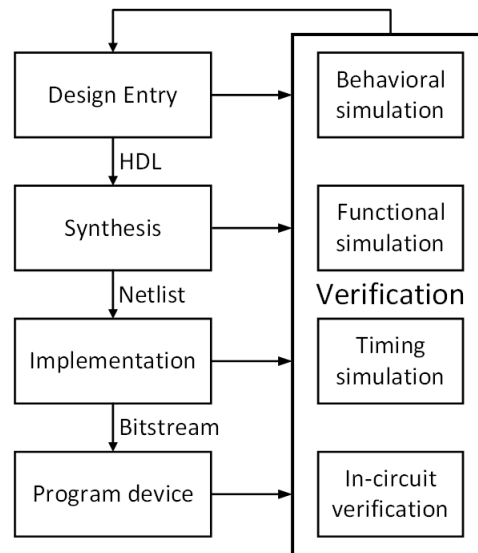 Design Entry
Behavioral
simulation
HDL
Synthesis
Functional
simulation
Netlist
Verification
Implementation
Timing
simulation
Bitstream
Program device
In-circuit
verification